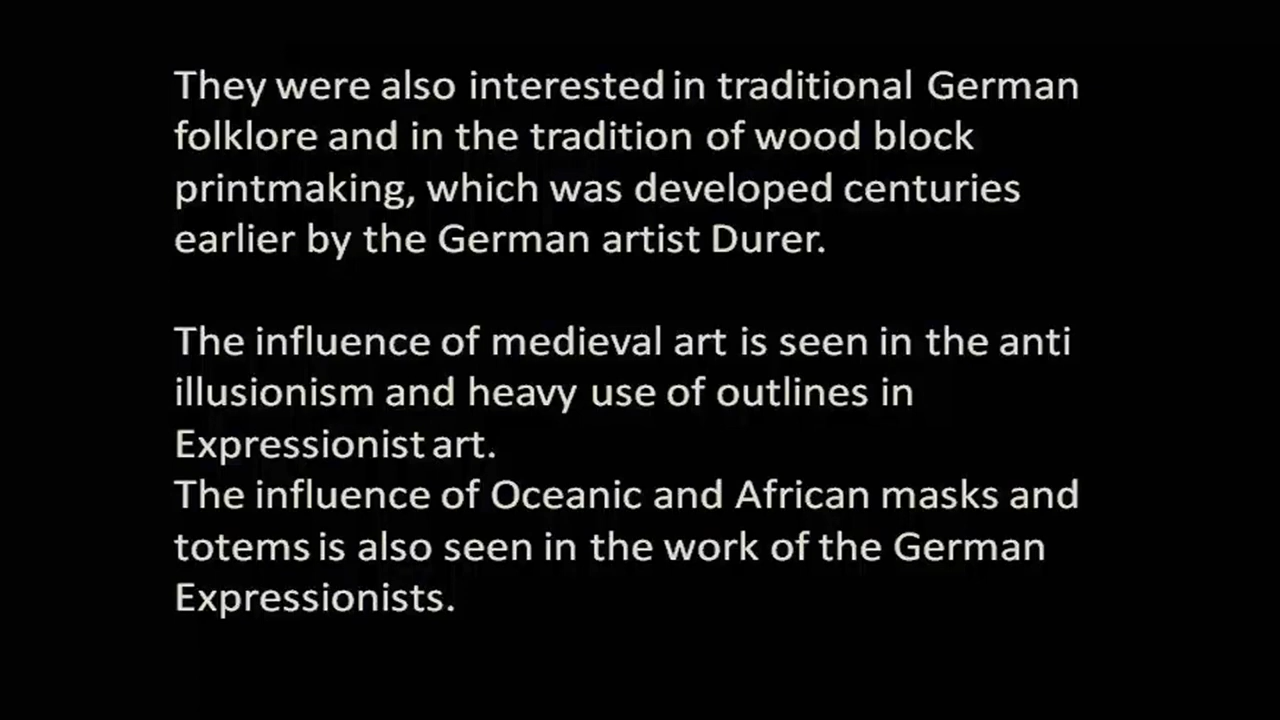 They were also interested in traditional German
folklore and in the tradition of wood block
printmaking, which was developed centuries
earlier by the German artist Durer.
The influence of medieval art is seen in the anti
illusionism and heavy use of outlines in
Expressionist art.
The influence of Oceanic and African masks and
totems is also seen in the work of the German
Expressionists.